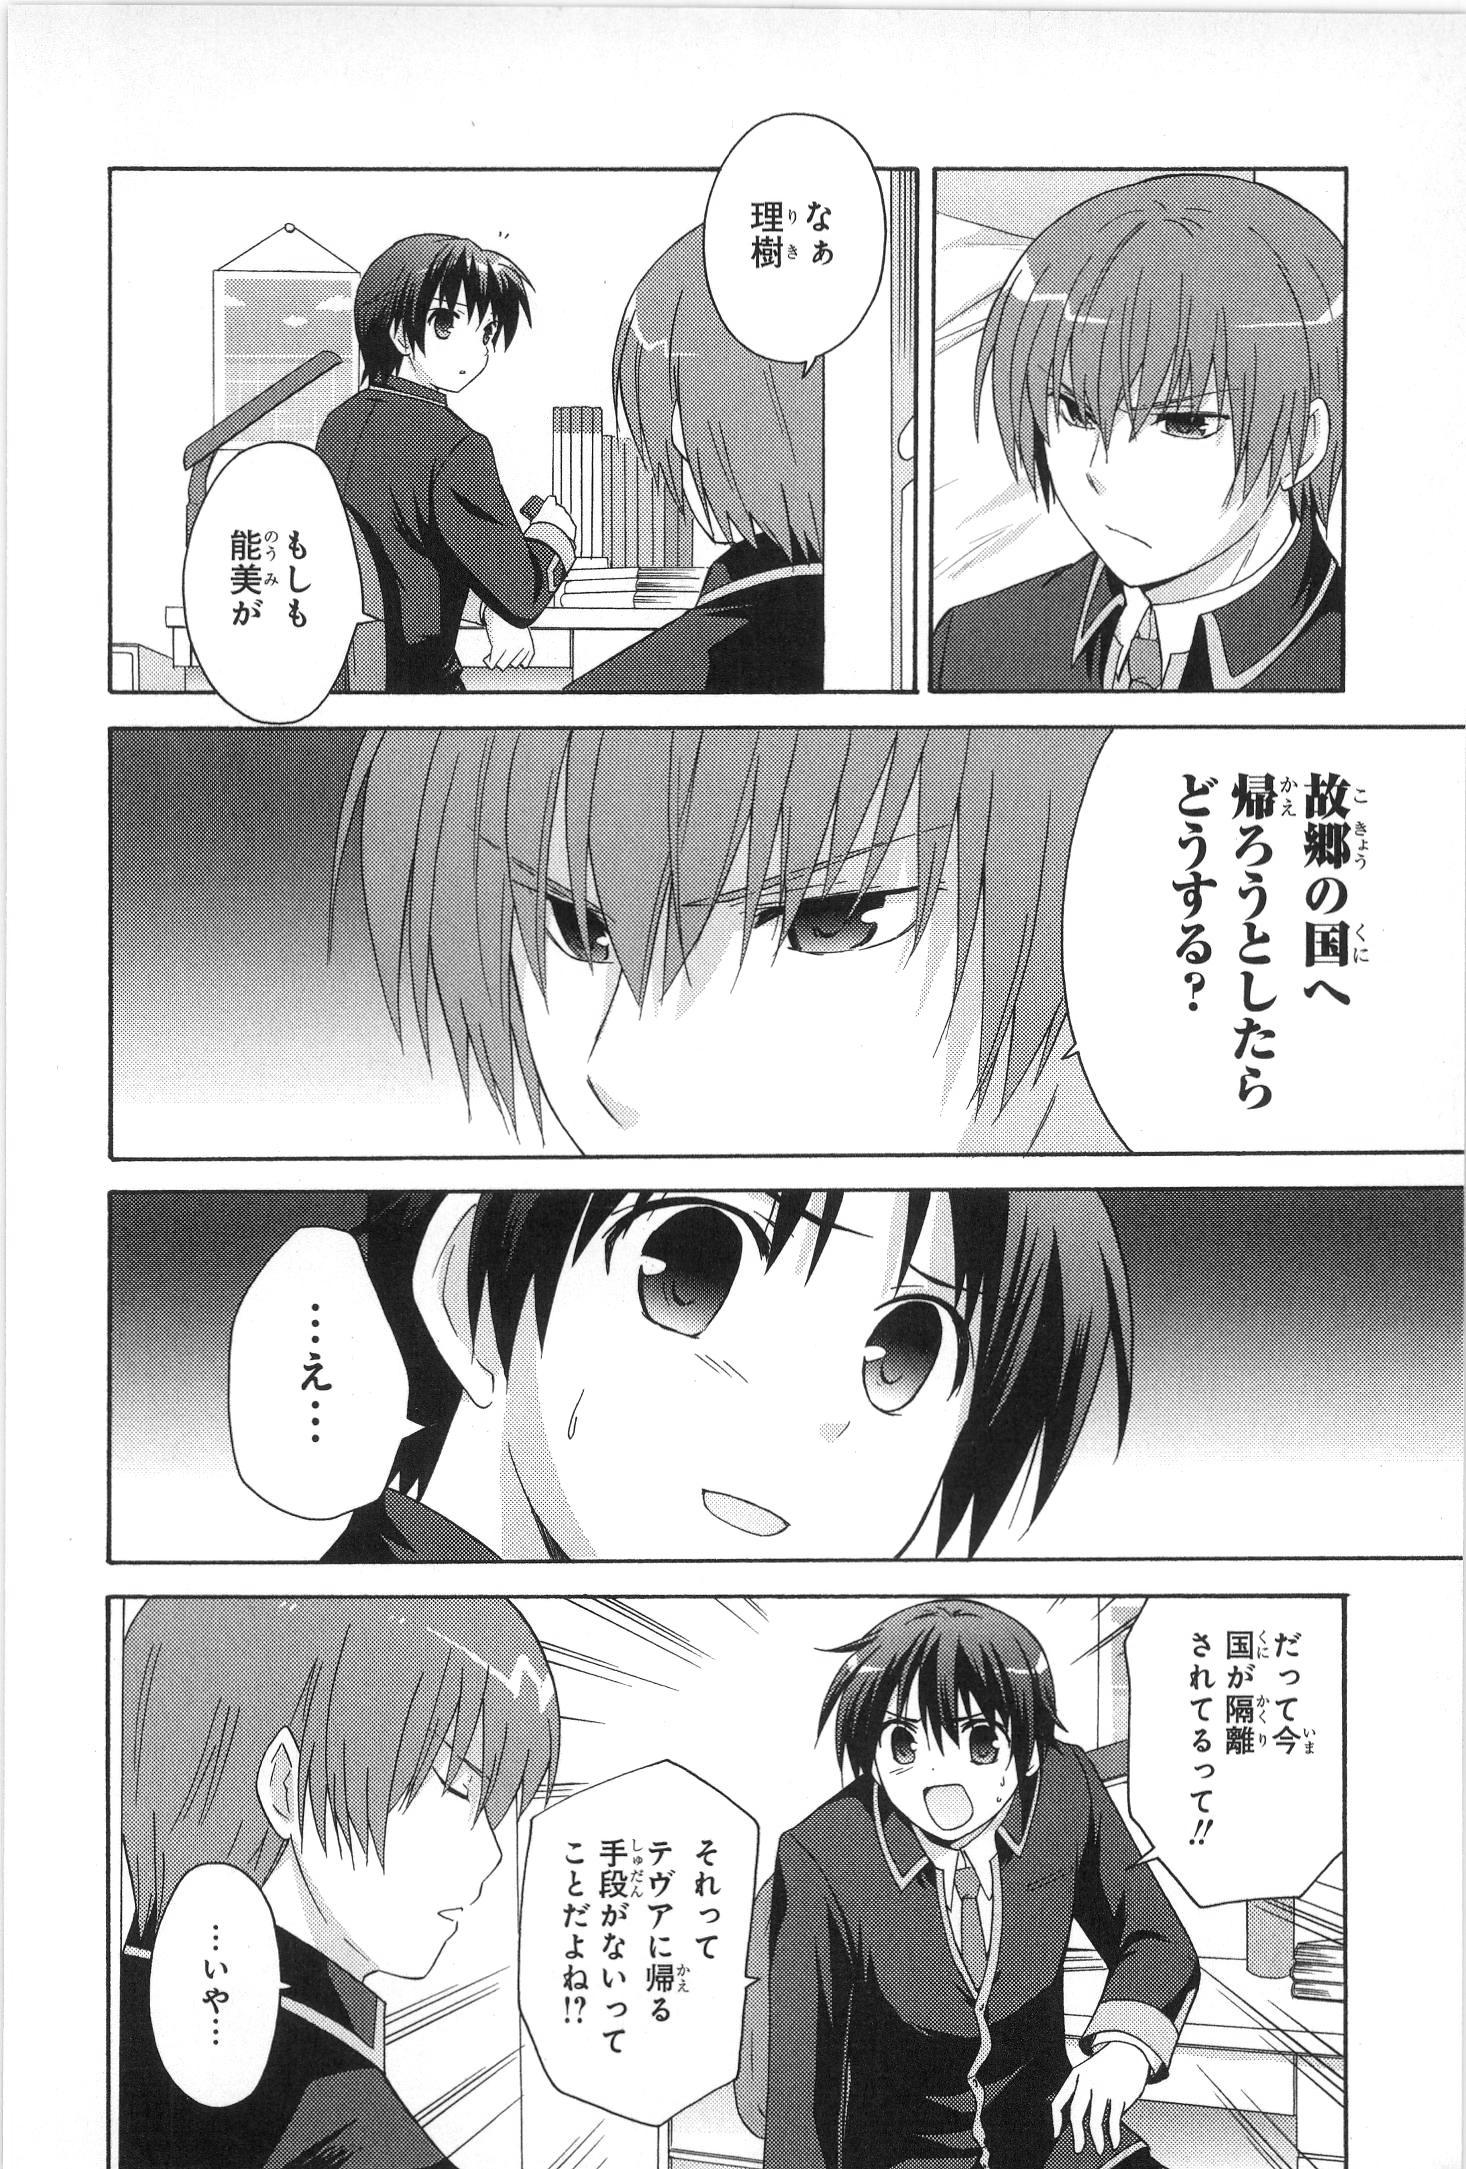 なぁ
理樹
もしも
能美が
故郷の国へ
帰ろうとしたら
どうする？
……え……
だって今
国が隔離
されてるって!!
それって
テヴアに帰る
手段がないって
ことだよね!?
…いや…